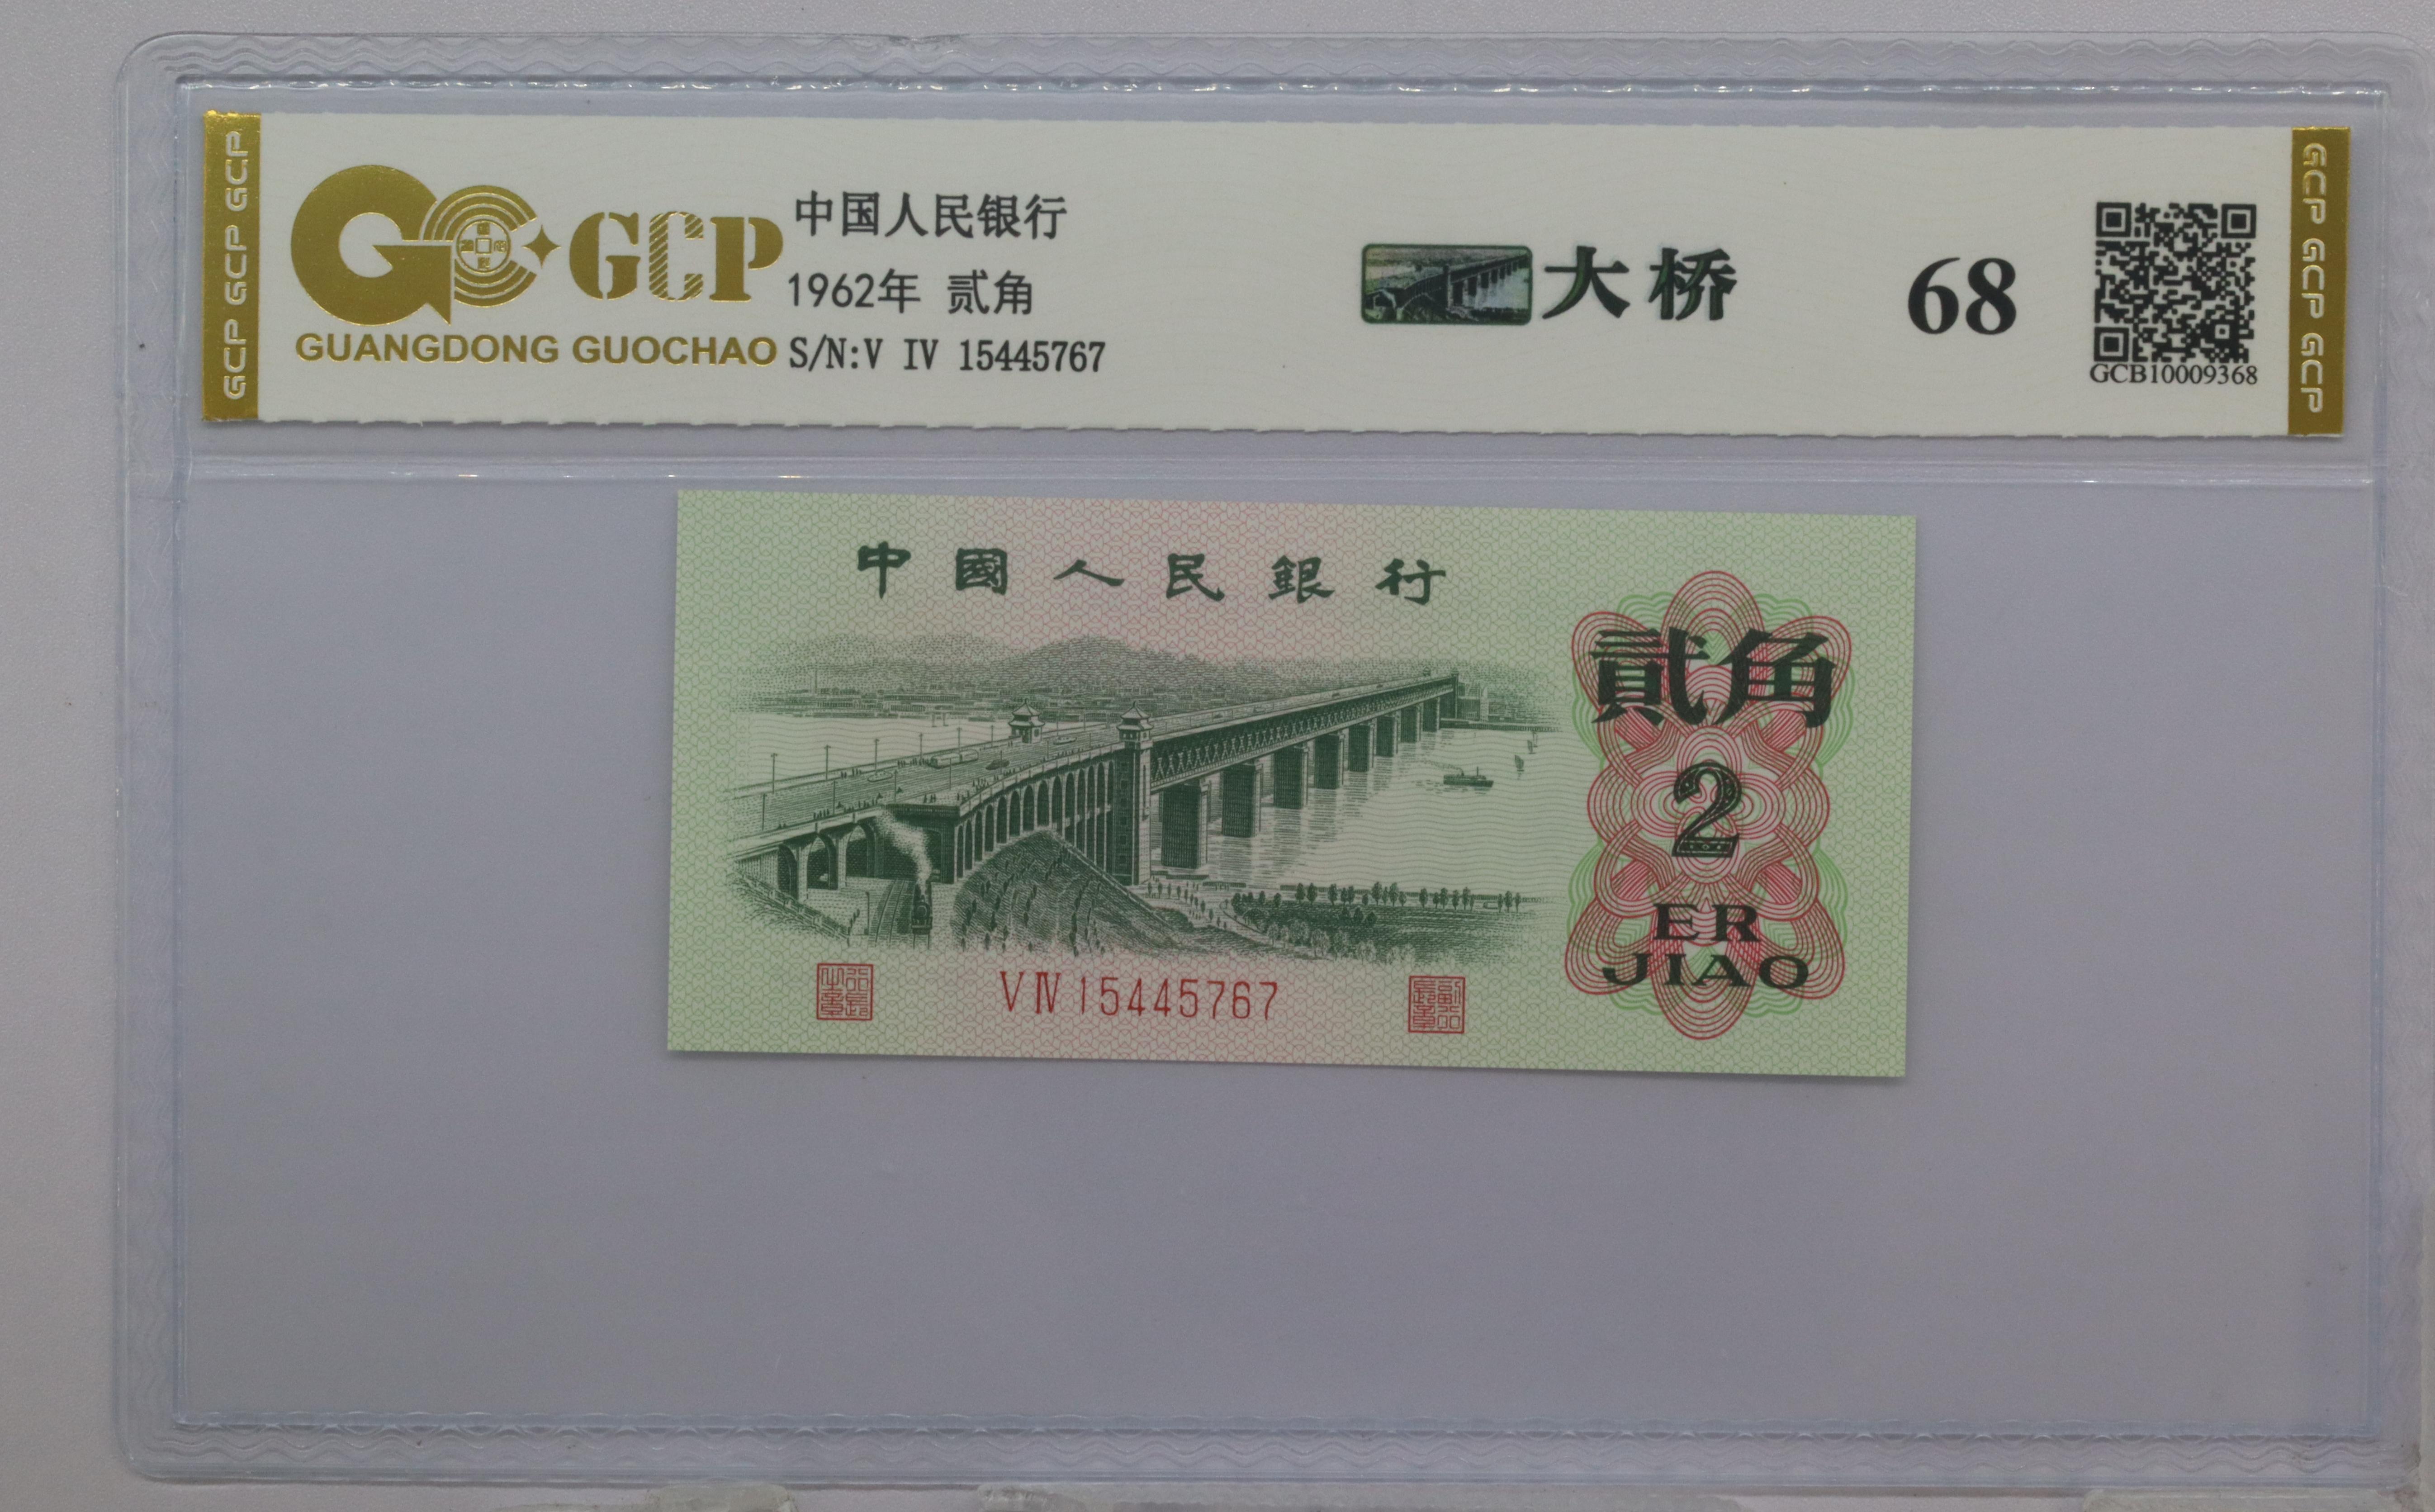 GCP GCP GCP
GCP
GUANGDONG GUOCHAO
中国人民银行
1962年 贰角
S/N:V IV 15445767
大桥
68
GCB10009368
GCP GCP GCP
中國人民銀行
貳角
2
ER
JIAO
VⅣ15445767